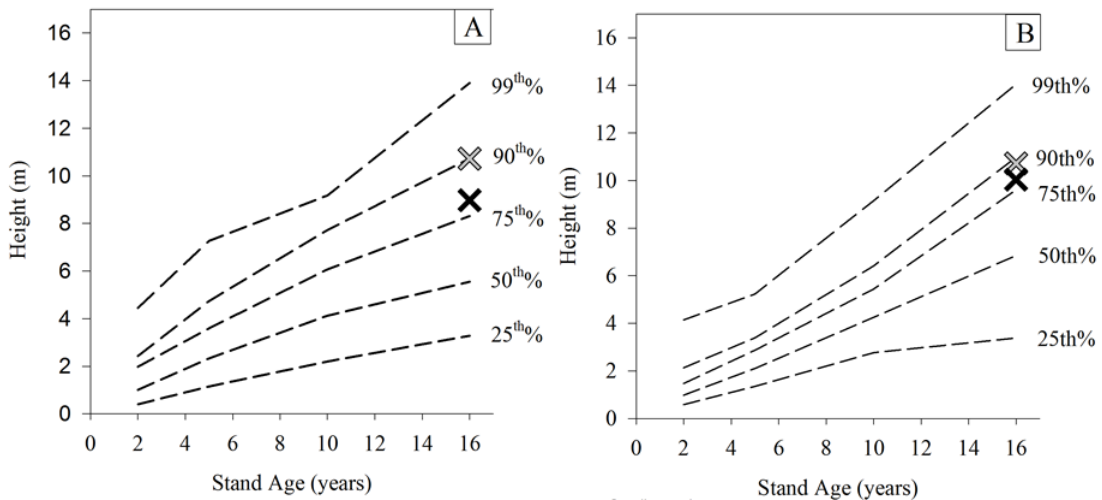 A
Height (m)
16
14
12
10
8
6
4
2
0
99th%
90th%
75th%
50th%
25th%
0 2 4 6 8 10 12 14 16
Stand Age (years)
B
Height (m)
16
14
12
10
8
6
4
2
0
99th%
90th%
75th%
50th%
25th%
0 2 4 6 8 10 12 14 16
Stand Age (years)